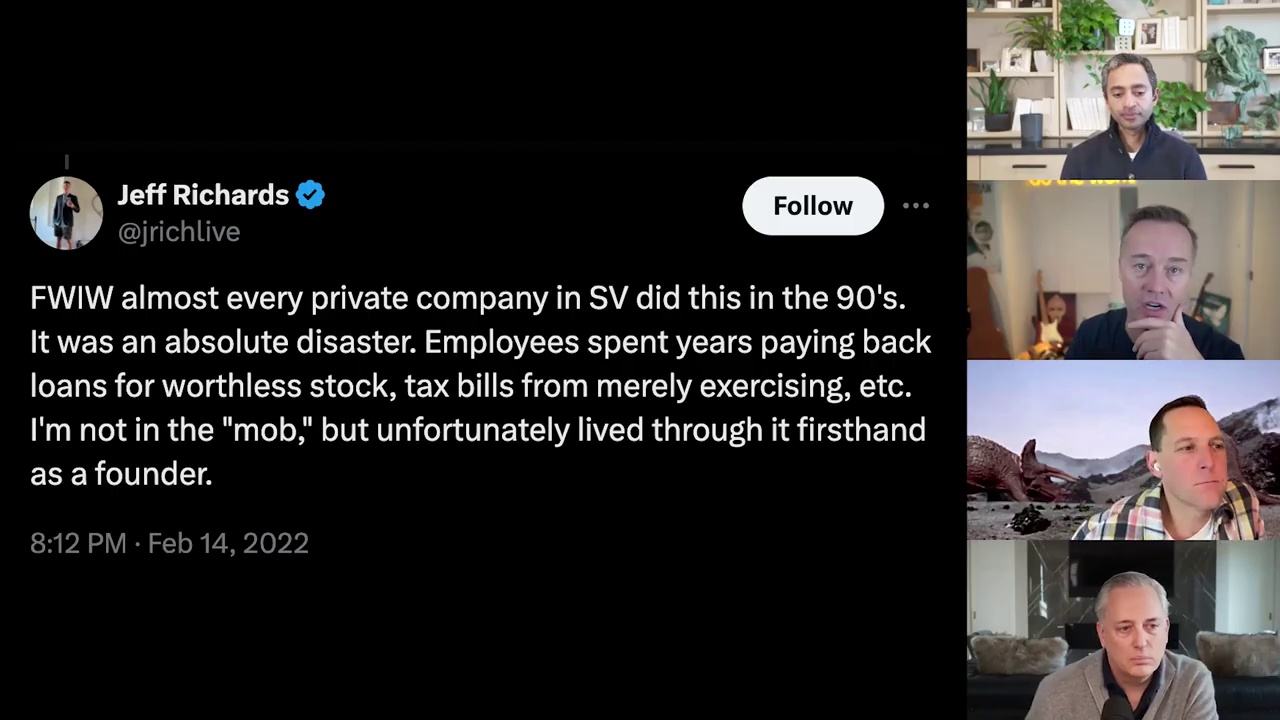 Jeff Richards
@jrichlive
Follow
FWIW almost every private company in SV did this in the 90's.
It was an absolute disaster. Employees spent years paying back
loans for worthless stock, tax bills from merely exercising, etc.
I'm not in the "mob," but unfortunately lived through it firsthand
as a founder.
8:12 PM · Feb 14, 2022